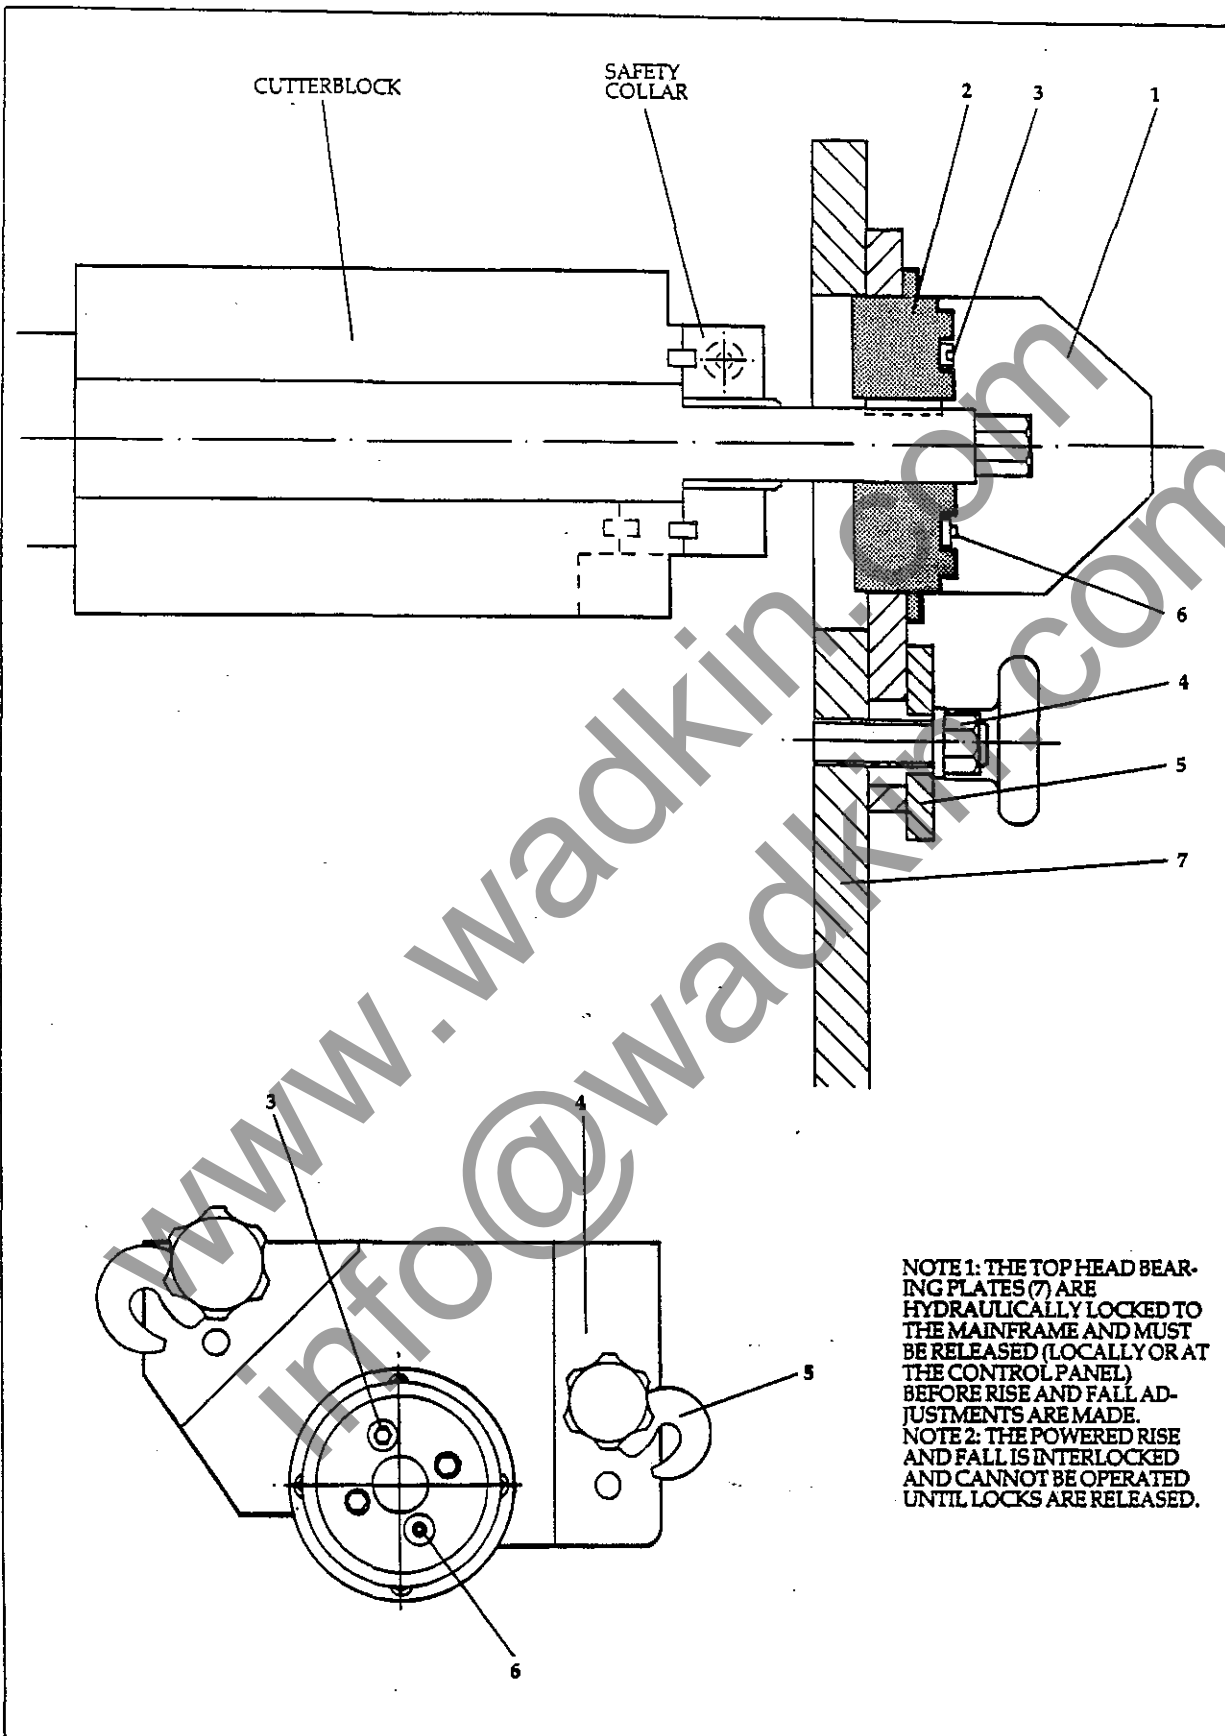 CUTTERBLOCK
SAFETY
COLLAR
2
3
1
6
4
5
7
www.wadkin.com
info@wadkin.com
3
4
5
6
NOTE 1: THE TOP HEAD BEAR-
ING PLATES (7) ARE
HYDRAULICALLY LOCKED TO
THE MAINFRAME AND MUST
BE RELEASED (LOCALLY OR AT
THE CONTROL PANEL)
BEFORE RISE AND FALL AD-
JUSTMENTS ARE MADE.
NOTE 2: THE POWERED RISE
AND FALL IS INTERLOCKED
AND CANNOT BE OPERATED
UNTIL LOCKS ARE RELEASED.